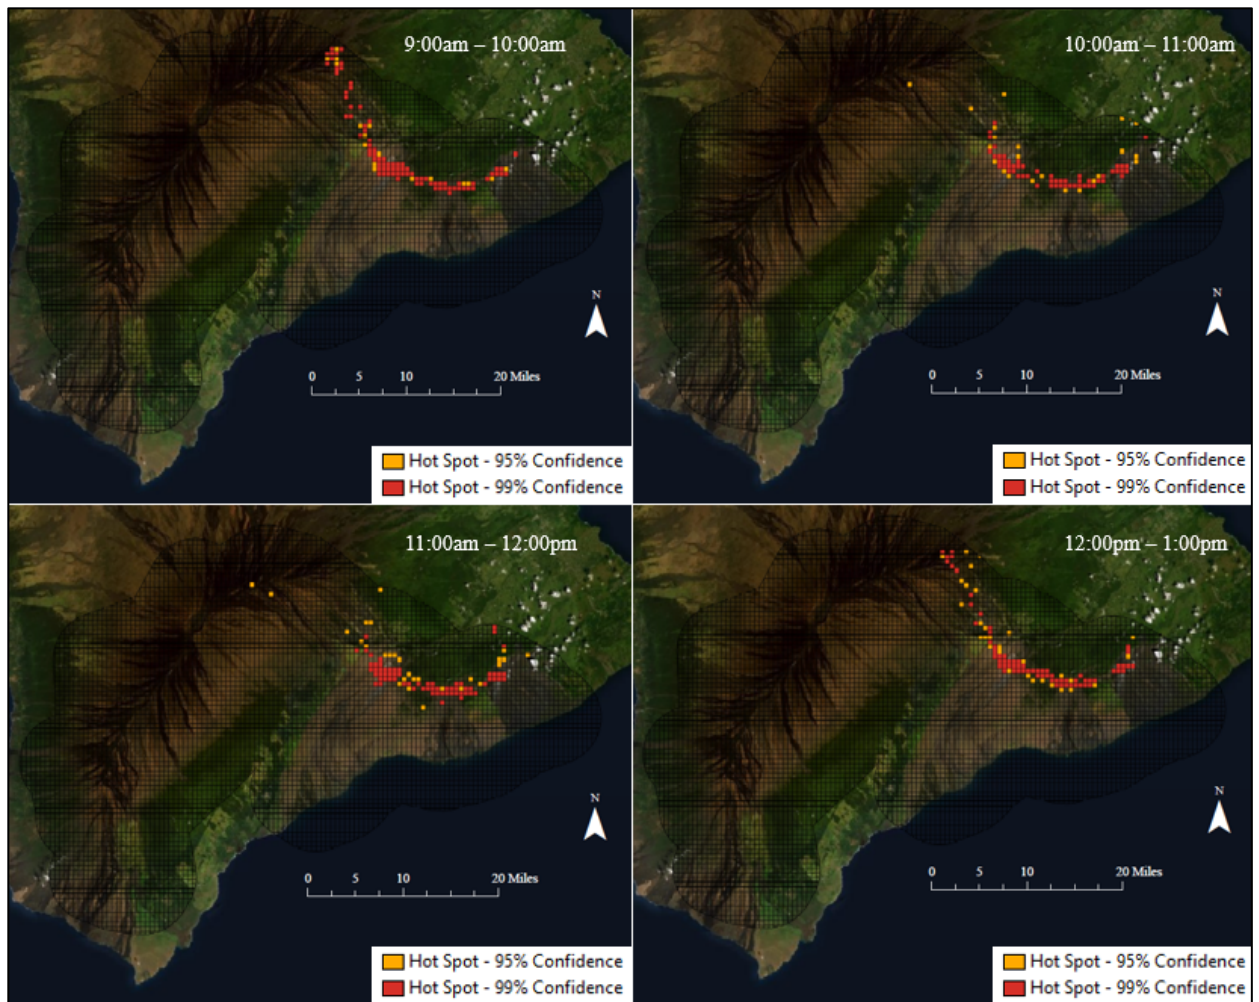 9:00am – 10:00am
N
0 5 10 20 Miles
Hot Spot - 95% Confidence
Hot Spot - 99% Confidence
10:00am – 11:00am
N
0 5 10 20 Miles
Hot Spot - 95% Confidence
Hot Spot - 99% Confidence
11:00am – 12:00pm
N
0 5 10 20 Miles
Hot Spot - 95% Confidence
Hot Spot - 99% Confidence
12:00pm – 1:00pm
N
0 5 10 20 Miles
Hot Spot - 95% Confidence
Hot Spot - 99% Confidence